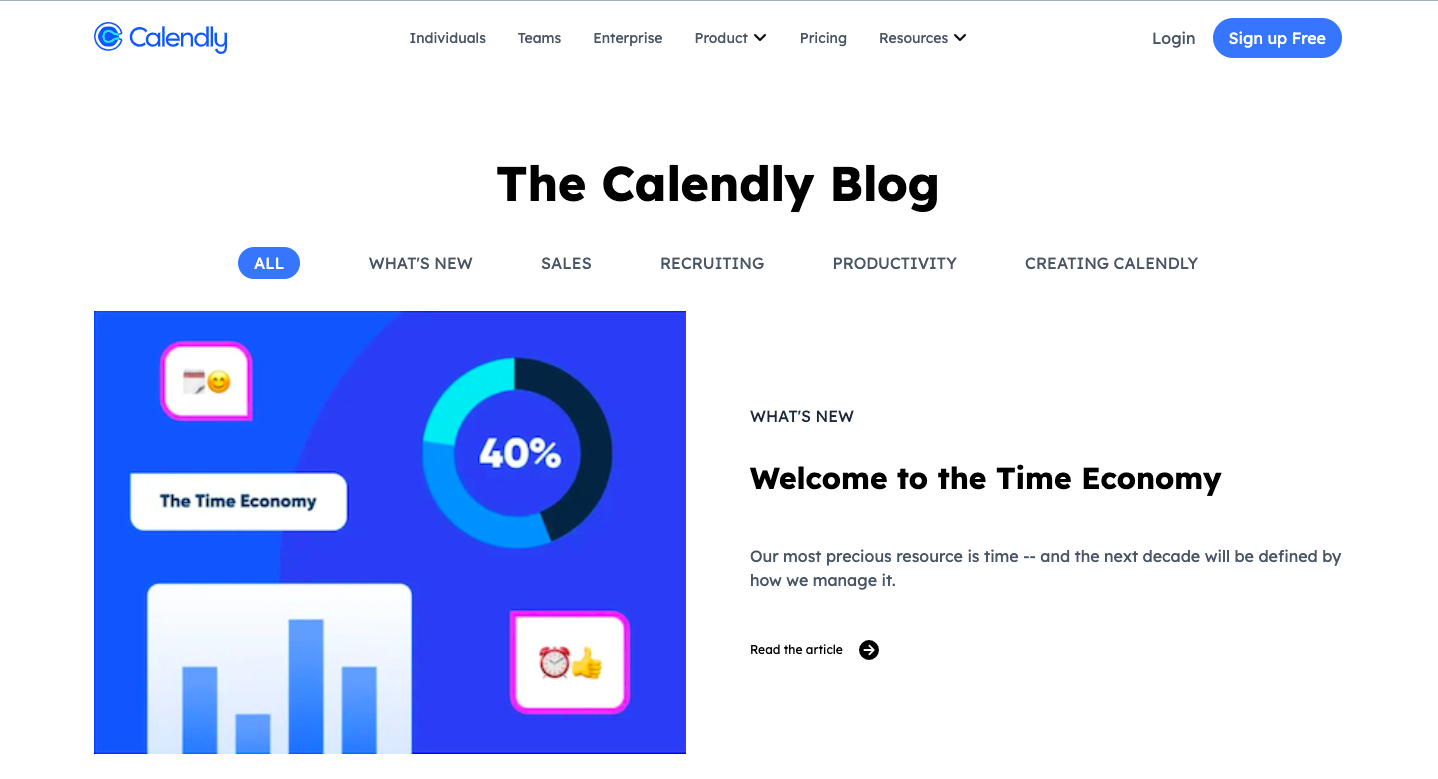 Calendly
Individuals Teams Enterprise Product Pricing Resources Login Sign up Free
The Calendly Blog
ALL WHAT'S NEW SALES RECRUITING PRODUCTIVITY CREATING CALENDLY
40%
The Time Economy
WHAT'S NEW
Welcome to the Time Economy
Our most precious resource is time -- and the next decade will be defined by
how we manage it.
Read the article